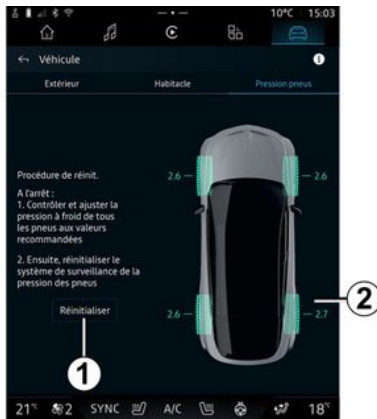 10°C 15:03
Véhicule
Extérieur Habitacle Pression pneus
Procédure de réinit.
A l'arrêt :
1. Contrôler et ajuster la
pression à froid de tous
les pneus aux valeurs
recommandées
2. Ensuite, réinitialiser le
système de surveillance de la
pression des pneus
Réinitialiser
2.6 2.6
2.6 2.7
1
2
21°C 2 SYNC A/C 18°C